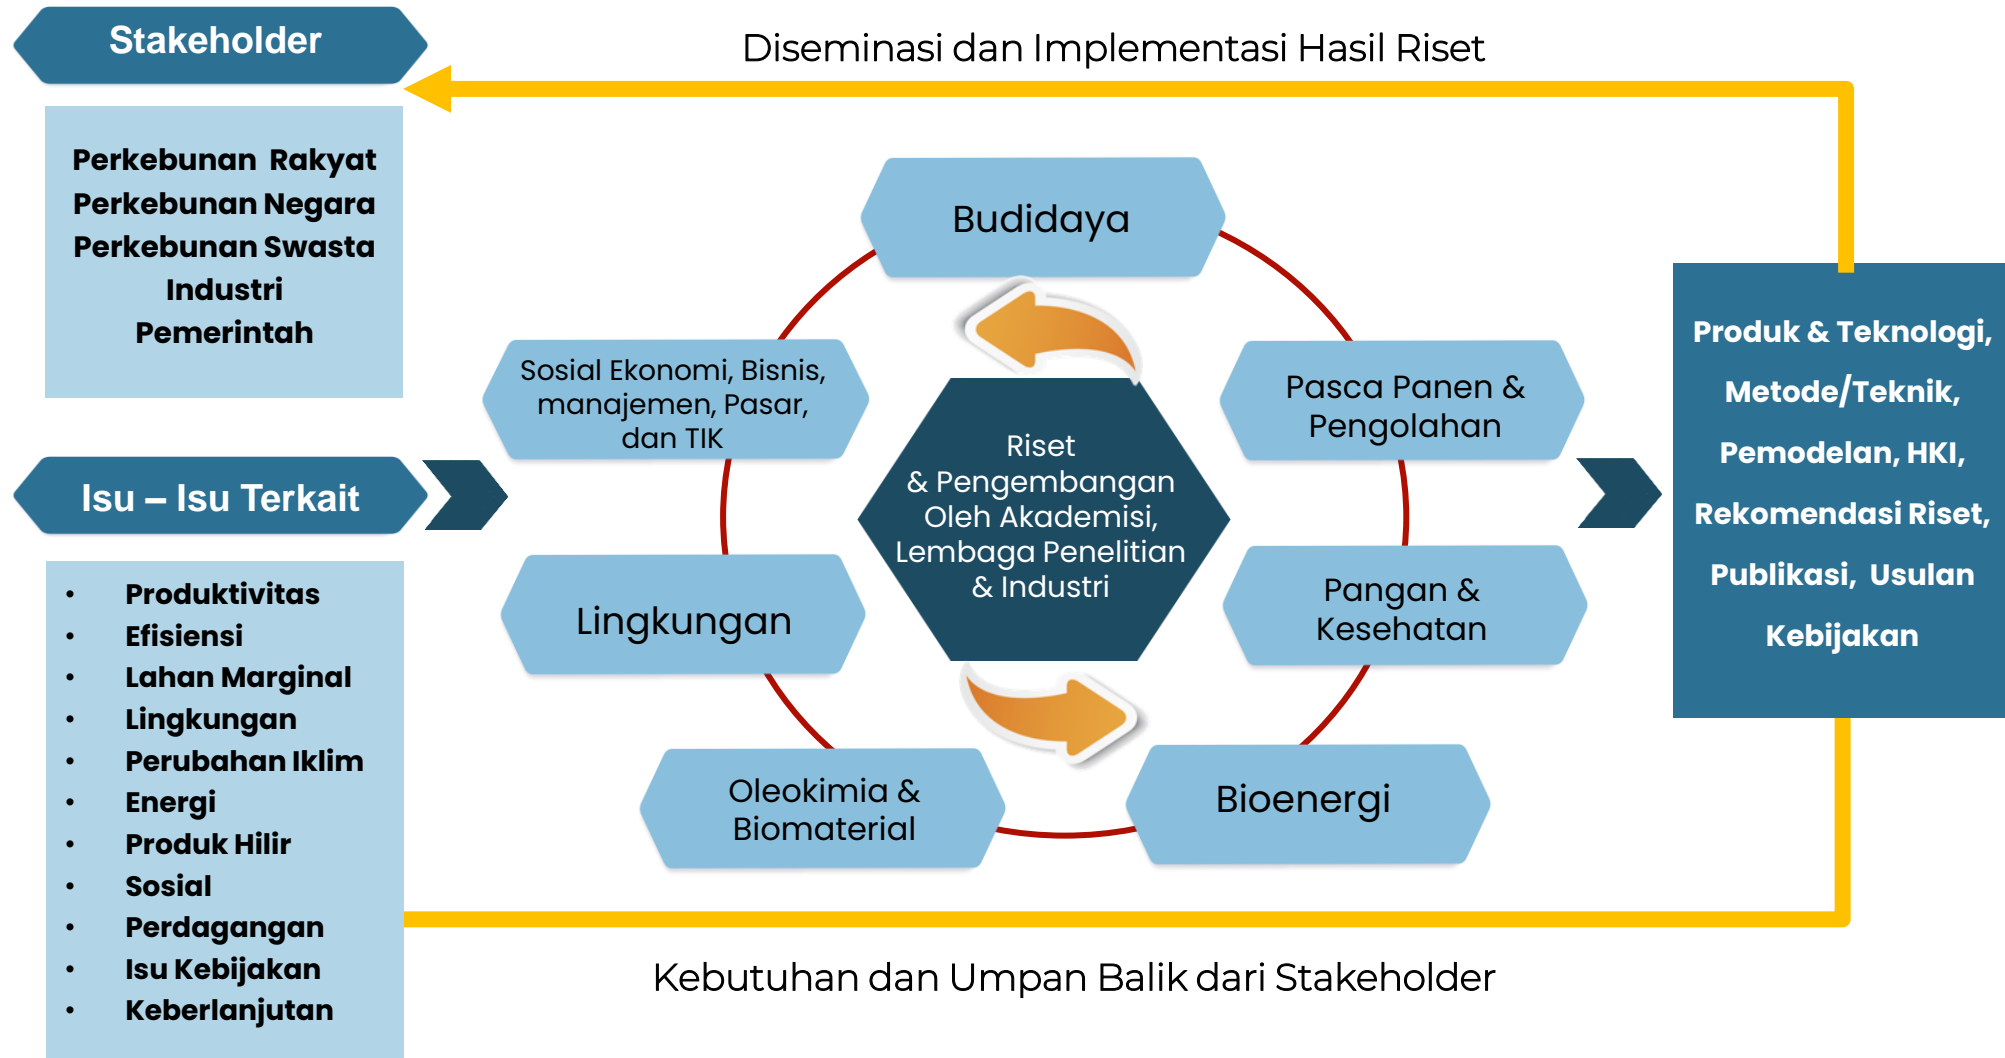 Stakeholder
Perkebunan Rakyat
Perkebunan Negara
Perkebunan Swasta
Industri
Pemerintah
Isu – Isu Terkait
• Produktivitas
• Efisiensi
• Lahan Marginal
• Lingkungan
• Perubahan Iklim
• Energi
• Produk Hilir
• Sosial
• Perdagangan
• Isu Kebijakan
• Keberlanjutan
Diseminasi dan Implementasi Hasil Riset
Budidaya
Sosial Ekonomi, Bisnis,
manajemen, Pasar,
dan TIK
Pasca Panen &
Pengolahan
Riset
& Pengembangan
Oleh Akademisi,
Lembaga Penelitian
& Industri
Lingkungan
Pangan &
Kesehatan
Oleokimia &
Biomaterial
Bioenergi
Produk & Teknologi,
Metode/Teknik,
Pemodelan, HKI,
Rekomendasi Riset,
Publikasi, Usulan
Kebijakan
Kebutuhan dan Umpan Balik dari Stakeholder